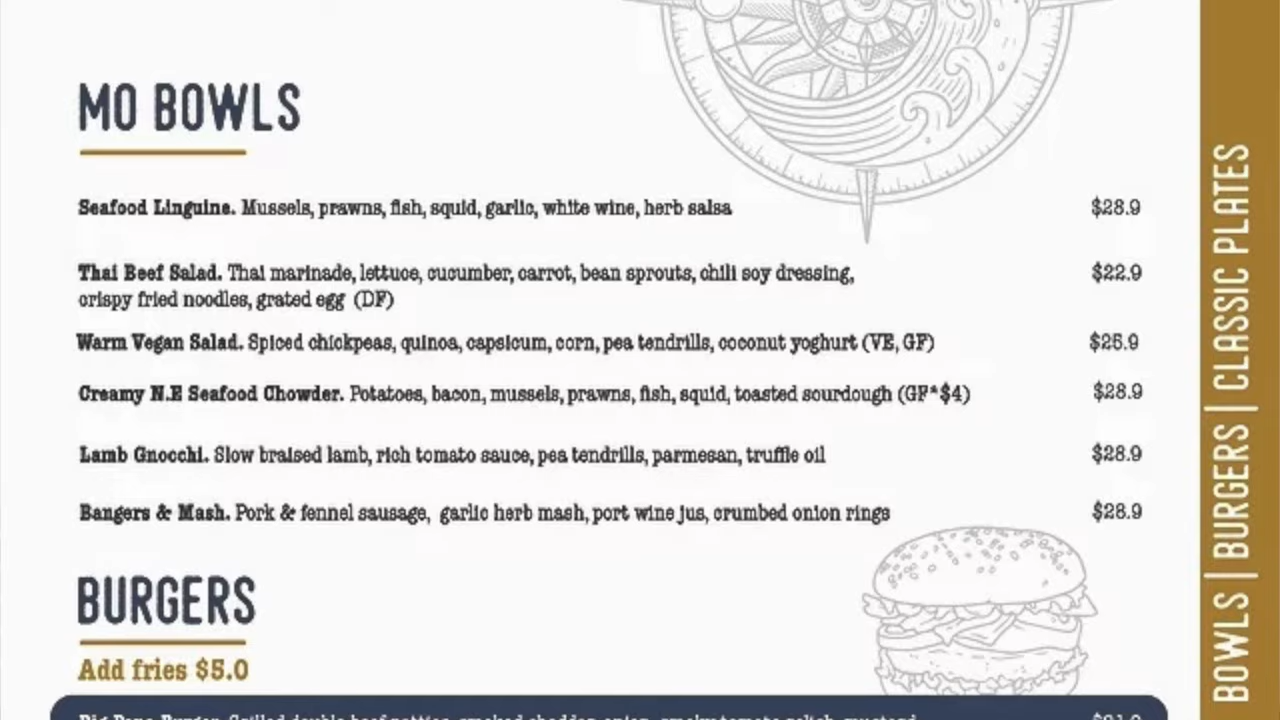 MO BOWLS
Seafood Linguine. Mussels, prawns, fish, squid, garlic, white wine, herb salsa $28.9
Thai Beef Salad. Thai marinade, lettuce, cucumber, carrot, bean sprouts, chili soy dressing, $22.9
crispy fried noodles, grated egg (DF)
Warm Vegan Salad. Spiced chickpeas, quinoa, capsicum, corn, pea tendrills, coconut yoghurt (VE, GF) $25.9
Creamy N.E Seafood Chowder. Potatoes, bacon, mussels, prawns, fish, squid, toasted sourdough (GF*$4) $28.9
Lamb Gnocchi. Slow braised lamb, rich tomato sauce, pea tendrills, parmesan, truffle oil $28.9
Bangers & Mash. Pork & fennel sausage, garlic herb mash, port wine jus, crumbed onion rings $28.9
BURGERS
Add fries $5.0
BOWLS | BURGERS | CLASSIC PLATES